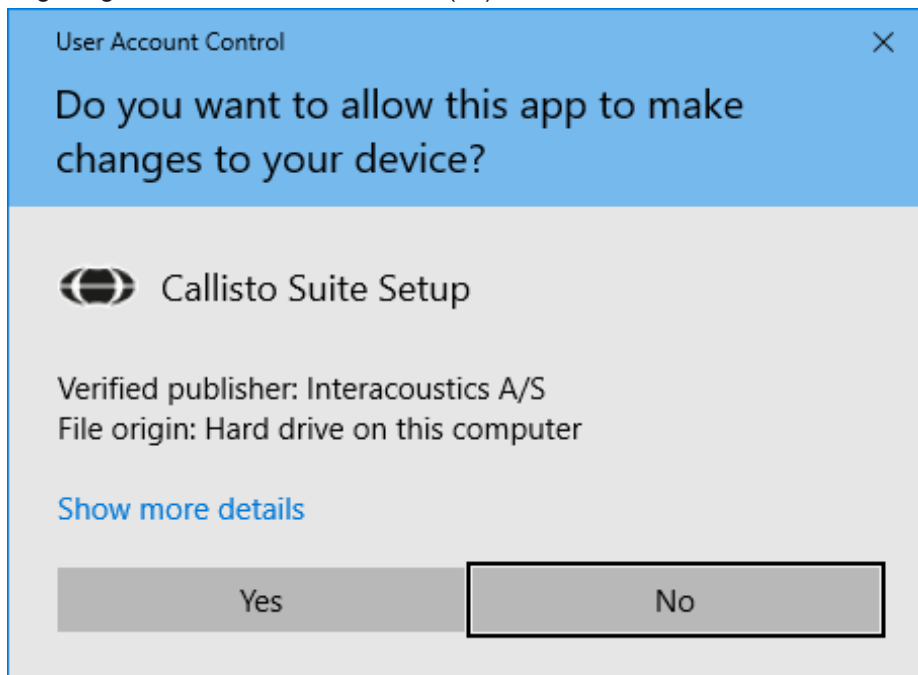 User Account Control
Do you want to allow this app to make
changes to your device?
Callisto Suite Setup
Verified publisher: Interacoustics A/S
File origin: Hard drive on this computer
Show more details
Yes
No